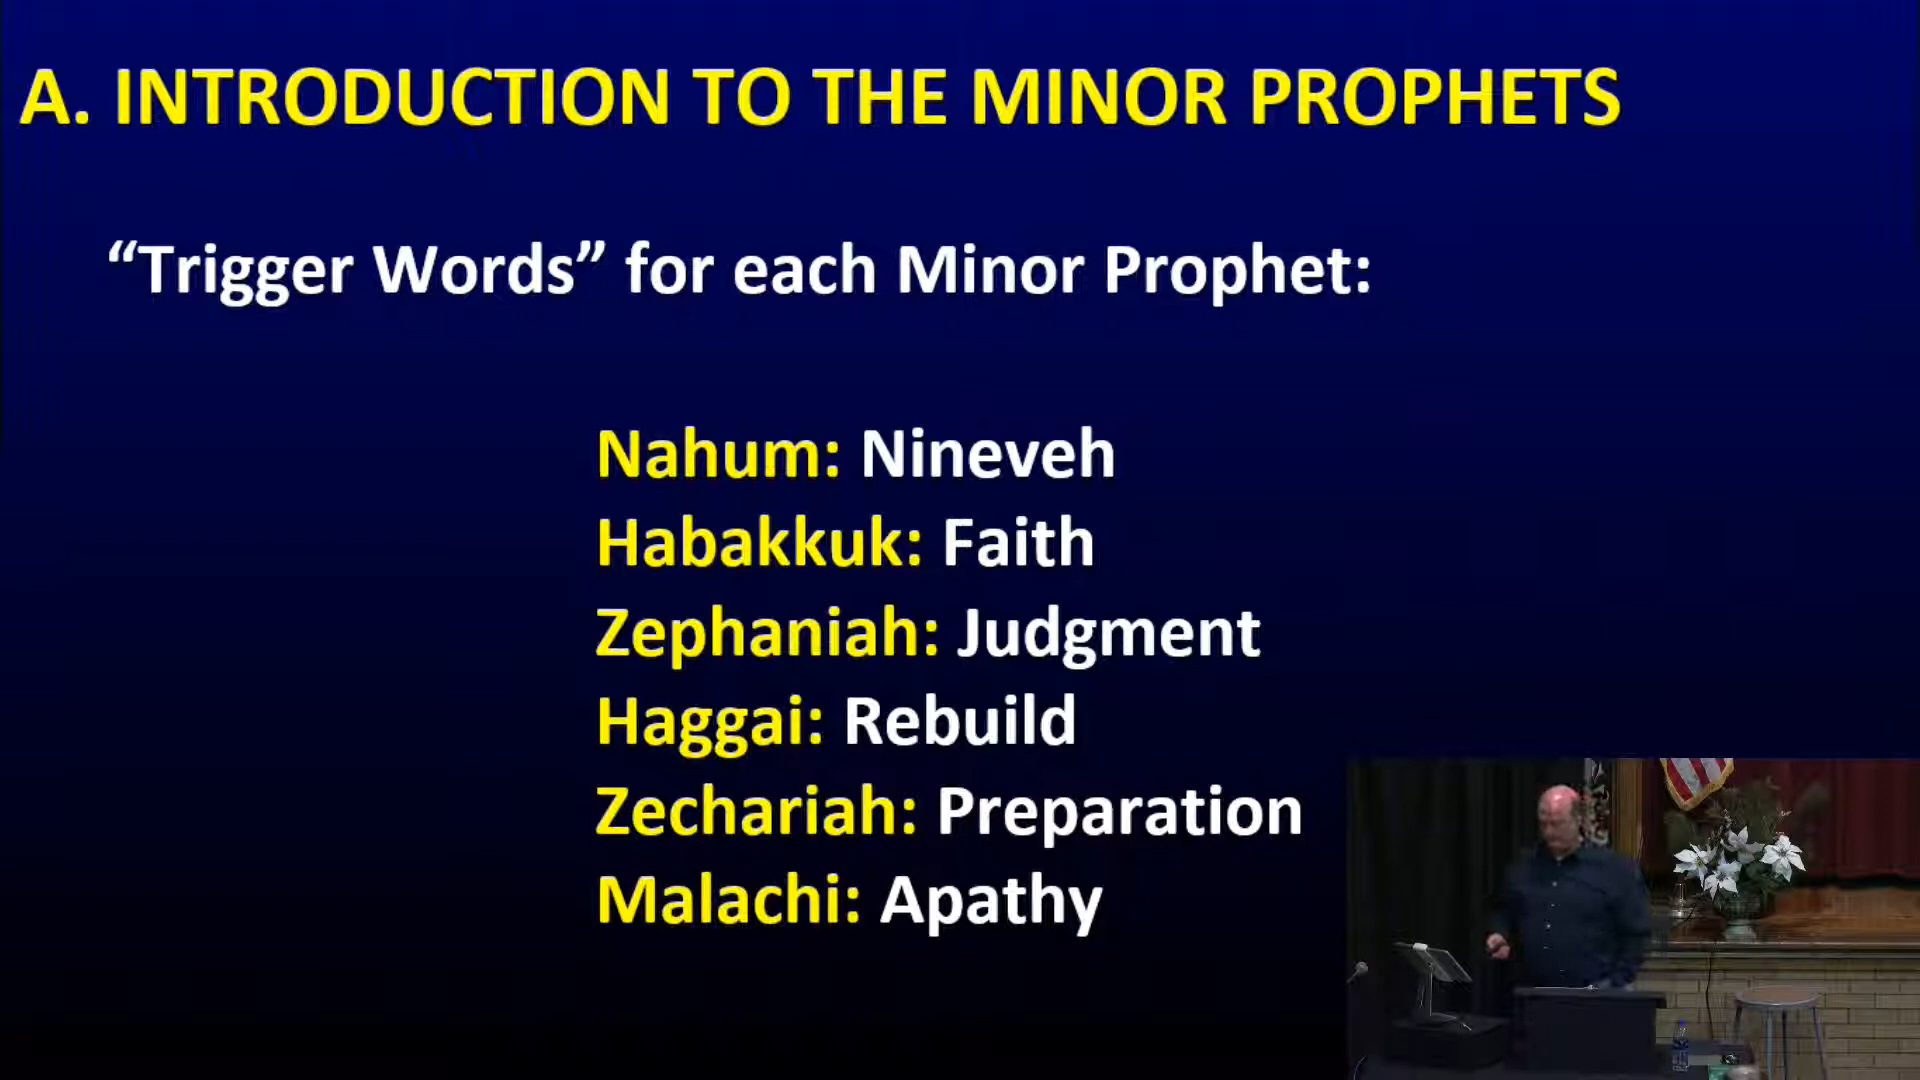 A. INTRODUCTION TO THE MINOR PROPHETS
“Trigger Words” for each Minor Prophet:
Nahum: Nineveh
Habakkuk: Faith
Zephaniah: Judgment
Haggai: Rebuild
Zechariah: Preparation
Malachi: Apathy